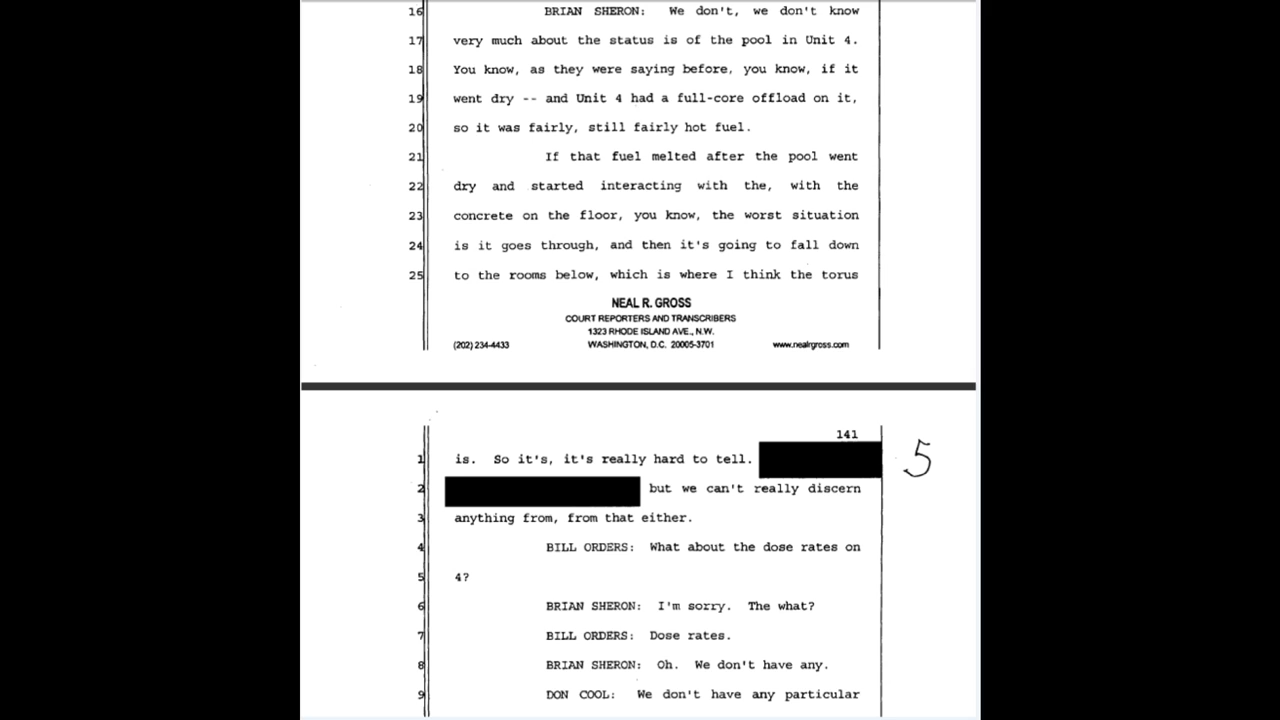 16 BRIAN SHERON: We don't, we don't know
17 very much about the status is of the pool in Unit 4.
18 You know, as they were saying before, you know, if it
19 went dry -- and Unit 4 had a full-core offload on it,
20 so it was fairly, still fairly hot fuel.
21 If that fuel melted after the pool went
22 dry and started interacting with the, with the
23 concrete on the floor, you know, the worst situation
24 is it goes through, and then it's going to fall down
25 to the rooms below, which is where I think the torus
NEAL R. GROSS
COURT REPORTERS AND TRANSCRIBERS
1323 RHODE ISLAND AVE., N.W.
(202) 234-4433 WASHINGTON, D.C. 20005-3701 www.nealrgross.com
141
1 is. So it's, it's really hard to tell. 5
2 but we can't really discern
3 anything from, from that either.
4 BILL ORDERS: What about the dose rates on
5 4?
6 BRIAN SHERON: I'm sorry. The what?
7 BILL ORDERS: Dose rates.
8 BRIAN SHERON: Oh. We don't have any.
9 DON COOL: We don't have any particular